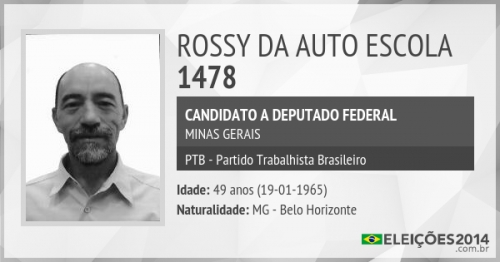 ROSSY DA AUTO ESCOLA
1478
CANDIDATO A DEPUTADO FEDERAL
MINAS GERAIS
PTB - Partido Trabalhista Brasileiro
Idade: 49 anos (19-01-1965)
Naturalidade: MG - Belo Horizonte
ELEIÇÕES2014
.com.br